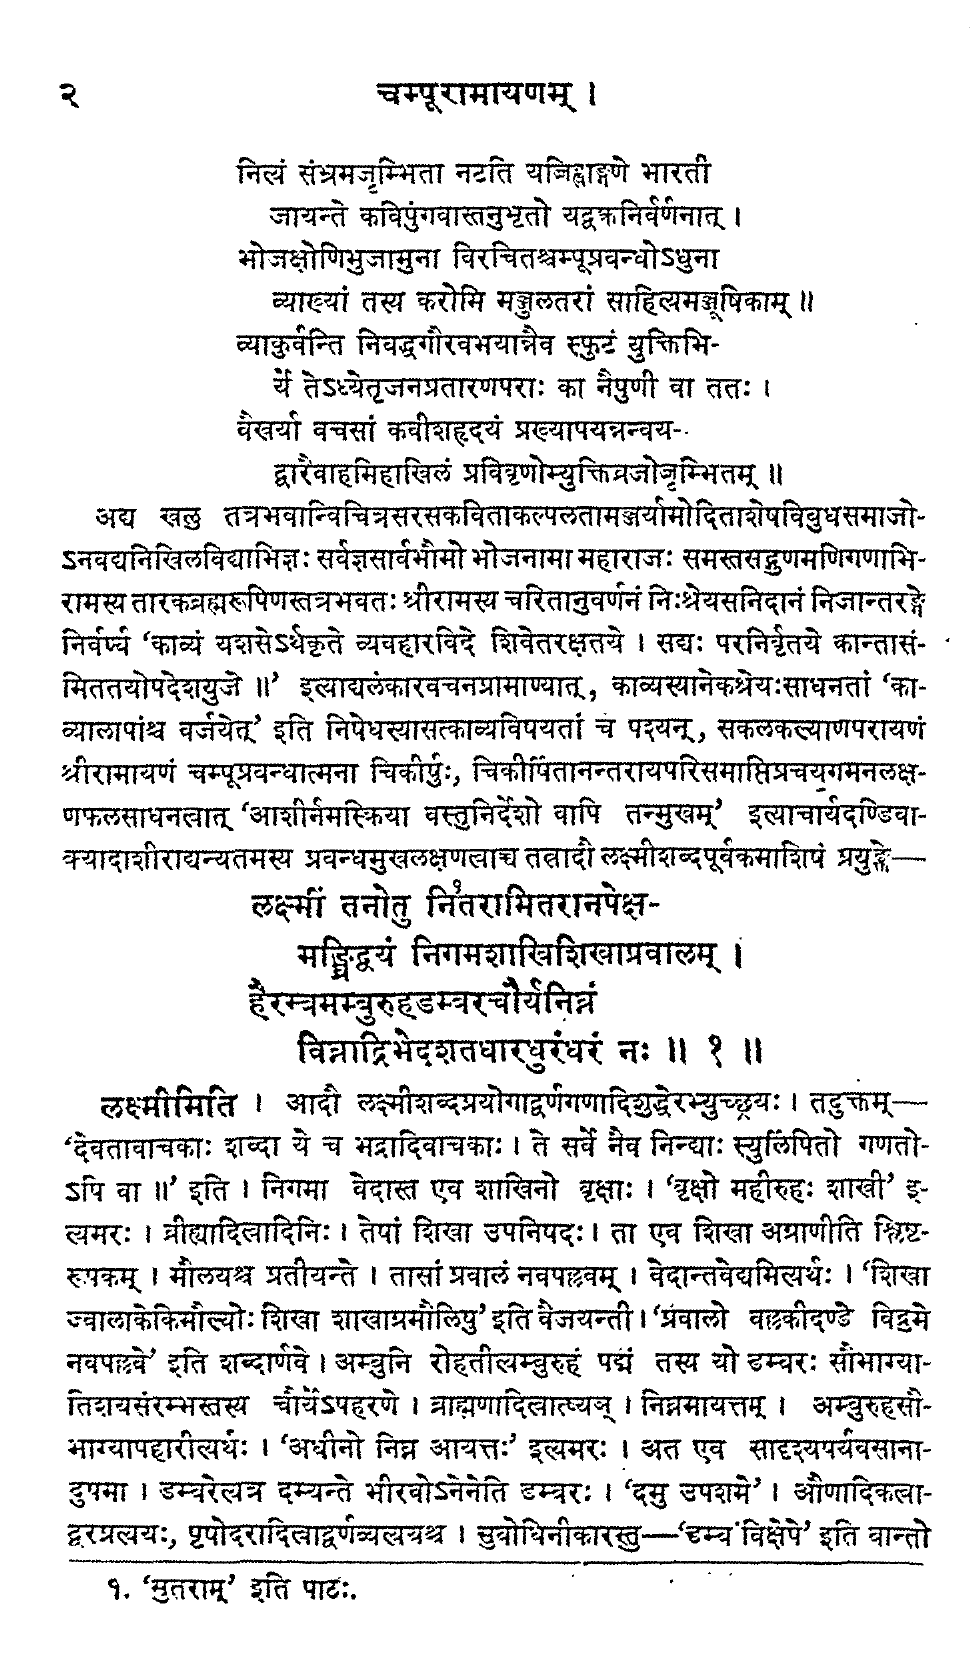 २ चम्पूरामायणम् ।
नित्यं संभ्रमजृम्भिता नटति यज्जिह्वाङ्गणे भारती
जायन्ते कविपुंगवास्तनुभृतो यद्वक्रनिर्वर्णनात् ।
भोजक्षोणिभुजामुना विरचितश्चम्पूप्रबन्धोऽधुना
व्याख्यां तस्य करोमि मञ्जुलतरां साहित्यमञ्जूषिकाम् ॥
व्याकुर्वन्ति निबद्धगौरवभयान्नैव स्फुटं युक्तिभि-
र्ये तेऽध्येतृजनप्रतारणपराः का नैपुणी वा ततः ।
वैखर्या वचसां कवीशहृदयं प्रख्यापयन्नन्वय-
द्वारैवाहमिहाखिलं प्रविवृणोम्युक्तिव्रजोज्जृम्भितम् ॥
अद्य खलु तत्रभवान्विचित्रसरसकविताकल्पलतामञ्जर्यामोदिताशेषविबुधसमाजो-
ऽनवद्यनिखिलविद्याभिज्ञः सर्वज्ञसार्वभौमो भोजनामा महाराजः समस्तसद्गुणमणिगणाभि-
रामस्य तारकब्रह्मरूपिणस्तत्रभवतः श्रीरामस्य चरितानुवर्णनं निःश्रेयसनिदानं निजान्तरङ्गे
निर्वर्ण्य ‘काव्यं यशसेऽर्थकृते व्यवहारविदे शिवेतरक्षतये । सद्यः परनिर्वृतये कान्तासं-
मिततयोपदेशयुजे ॥’ इत्याद्यलंकारवचनप्रामाण्यात्, काव्यस्यानेकश्रेयःसाधनतां ‘का-
व्यालापांश्च वर्जयेत्’ इति निषेधस्यासत्काव्यविषयतां च पश्यन्, सकलकल्याणपरायणं
श्रीरामायणं चम्पूप्रबन्धात्मना चिकीर्षुः, चिकीर्षितानन्तरायपरिसमाप्तिप्रचयगमनलक्ष-
णफलसाधनत्वात् ‘आशीर्नमस्क्रिया वस्तुनिर्देशो वापि तन्मुखम्’ इत्याचार्यदण्डिवा-
क्यादाशीराद्यन्यतमस्य प्रबन्धमुखलक्षणत्वाच्च तत्वादौ लक्ष्मीशब्दपूर्वकमाशिषं प्रयुङ्क्ते—
लक्ष्मीं तनोतु नितरामितरानपेक्ष-
मङ्घ्रिद्वयं निगमशाखिशिखाप्रवालम् ।
हैरम्बमम्बुरुहडम्बरचौर्यनिघ्नं
विघ्नाद्रिभेदशतधारधुरंधरं नः ॥ १ ॥
लक्ष्मीमिति । आदौ लक्ष्मीशब्दप्रयोगाद्वर्णगणादिशुद्धेरभ्युच्छ्रयः । तदुक्तम्—
‘देवतावाचकाः शब्दा ये च भद्रादिवाचकाः । ते सर्वे नैव निन्द्याः स्युर्लिपितो गणतो-
ऽपि वा ॥’ इति । निगमा वेदास्त एव शाखिनो वृक्षाः । ‘वृक्षो महीरुहः शाखी’ इ-
त्यमरः । व्रीह्यादित्वादिनिः । तेषां शिखा उपनिषदः । ता एव शिखा अग्राणीति श्लिष्ट-
रूपकम् । मौलयश्च प्रतीयन्ते । तासां प्रवालं नवपल्लवम् । वेदान्तवेद्यमित्यर्थः । ‘शिखा
ज्वालाकेकिमौल्योः शिखा शाखाग्रमौलिषु’ इति वैजयन्ती । ‘प्रवालो वल्लकीदण्डे विद्रुमे
नवपल्लवे’ इति शब्दार्णवे । अम्बुनि रोहतीत्यम्बुरुहं पद्मं तस्य यो डम्बरः सौभाग्या-
तिशयसंरम्भस्तस्य चौर्येऽपहरणे । ब्राह्मणादित्वात्ष्यञ् । निघ्नमायत्तम् । अम्बुरुहसौ-
भाग्यापहारीत्यर्थः । ‘अधीनो निघ्न आयत्तः’ इत्यमरः । अत एव सादृश्यपर्यवसाना-
दुपमा । डम्बरेत्यत्र दम्यन्ते भीरवोऽनेनेति डम्बरः । ‘दमु उपशमे’ । औणादिकत्वा-
द्वरप्रत्ययः, पृषोदरादित्वाद्वर्णव्यत्ययश्च । सुबोधिनीकारस्तु—‘डम्ब विक्षेपे’ इति वान्तो
१. ‘सुतराम्’ इति पाठः.